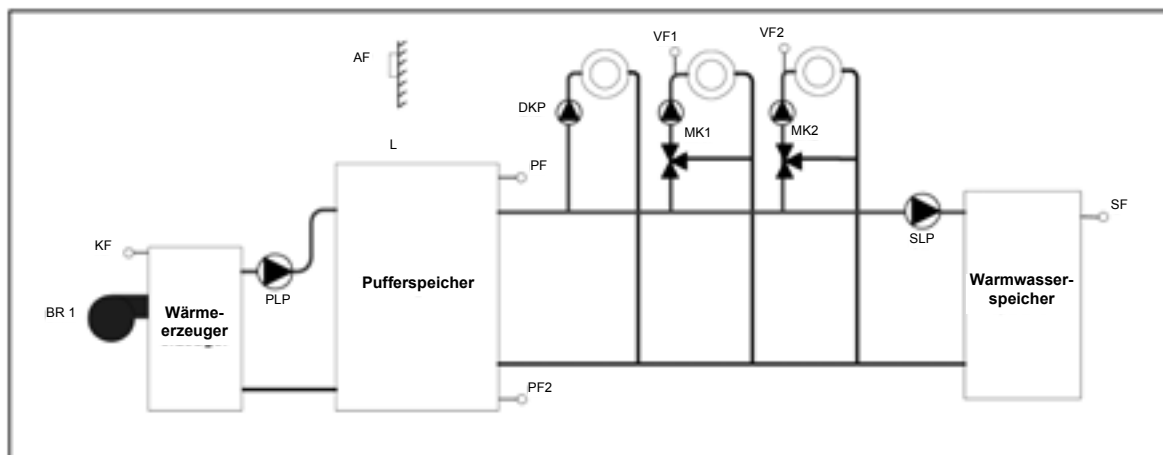 VF1
VF2
AF
DKP
MK1
MK2
L
PF
SF
KF
SLP
Pufferspeicher
Warmwasser-
speicher
PLP
BR 1
Wärme-
erzeuger
PF2